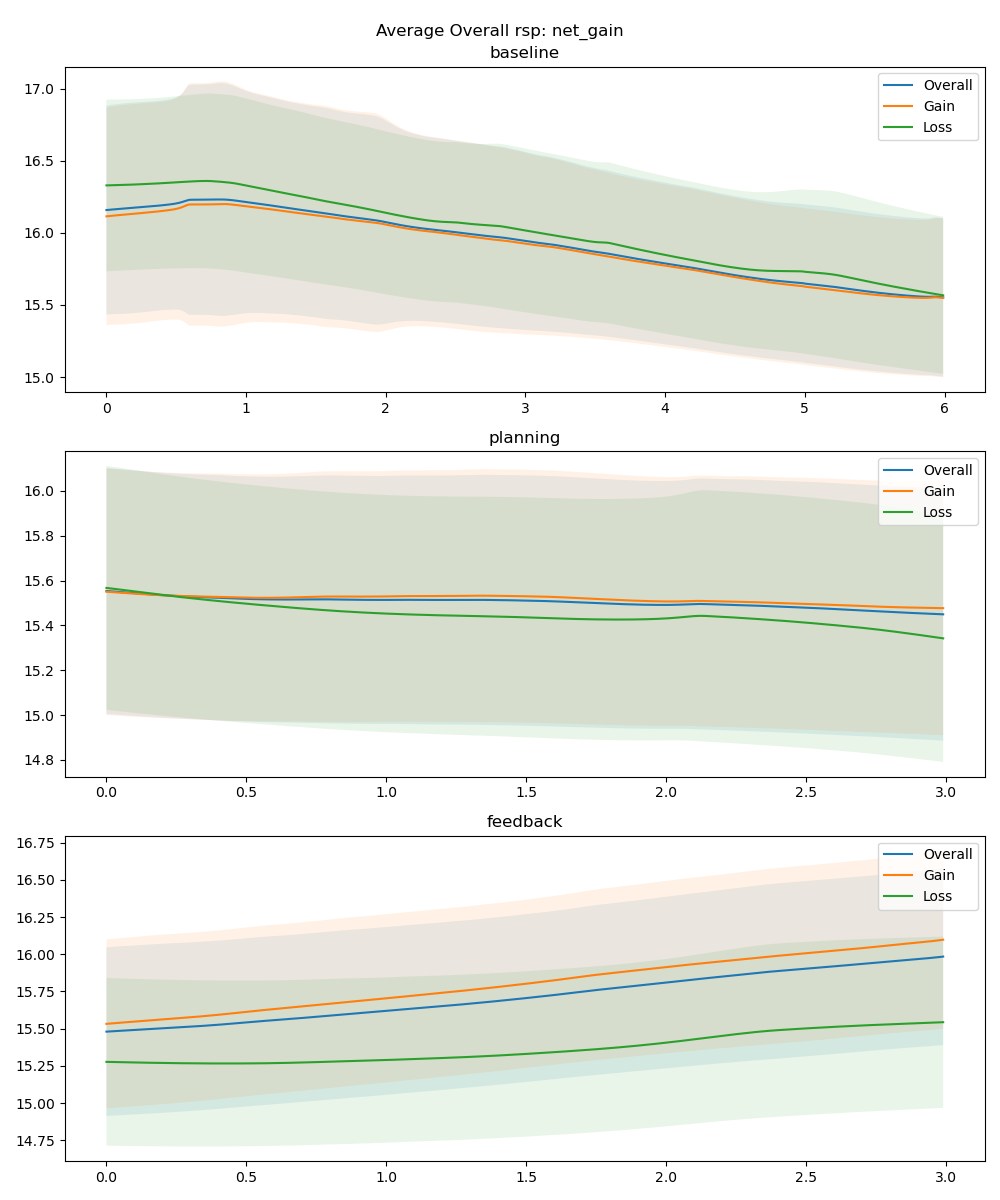 Average Overall rsp: net_gain
baseline
17.0
16.5
16.0
15.5
15.0
Overall
Gain
Loss
0 1 2 3 4 5 6
planning
16.0
15.8
15.6
15.4
15.2
15.0
14.8
Overall
Gain
Loss
0.0 0.5 1.0 1.5 2.0 2.5 3.0
feedback
16.75
16.50
16.25
16.00
15.75
15.50
15.25
15.00
14.75
Overall
Gain
Loss
0.0 0.5 1.0 1.5 2.0 2.5 3.0